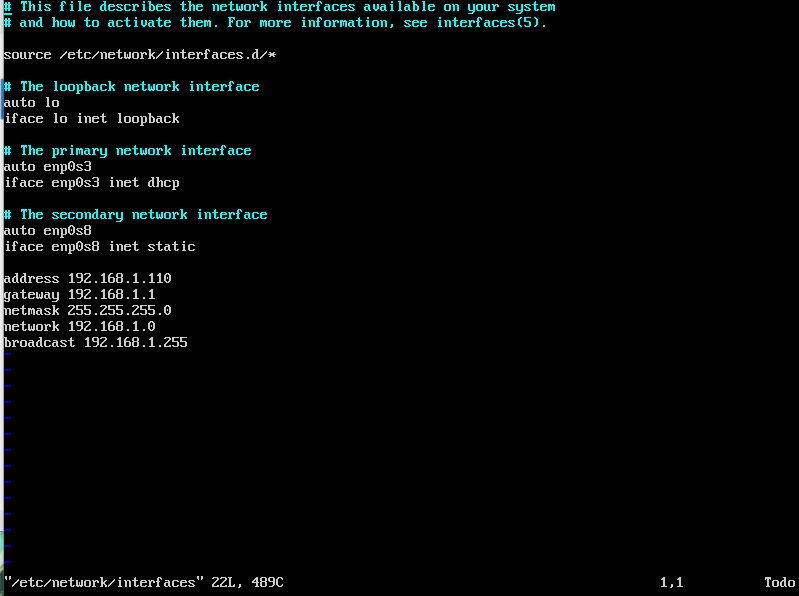 # This file describes the network interfaces available on your system
# and how to activate them. For more information, see interfaces(5).
source /etc/network/interfaces.d/*
# The loopback network interface
auto lo
iface lo inet loopback
# The primary network interface
auto enp0s3
iface enp0s3 inet dhcp
# The secondary network interface
auto enp0s8
iface enp0s8 inet static
address 192.168.1.110
gateway 192.168.1.1
netmask 255.255.255.0
network 192.168.1.0
broadcast 192.168.1.255
~
~
~
~
~
~
~
~
~
~
~
~
~
~
"/etc/network/interfaces" 22L, 489C 1,1 Todo